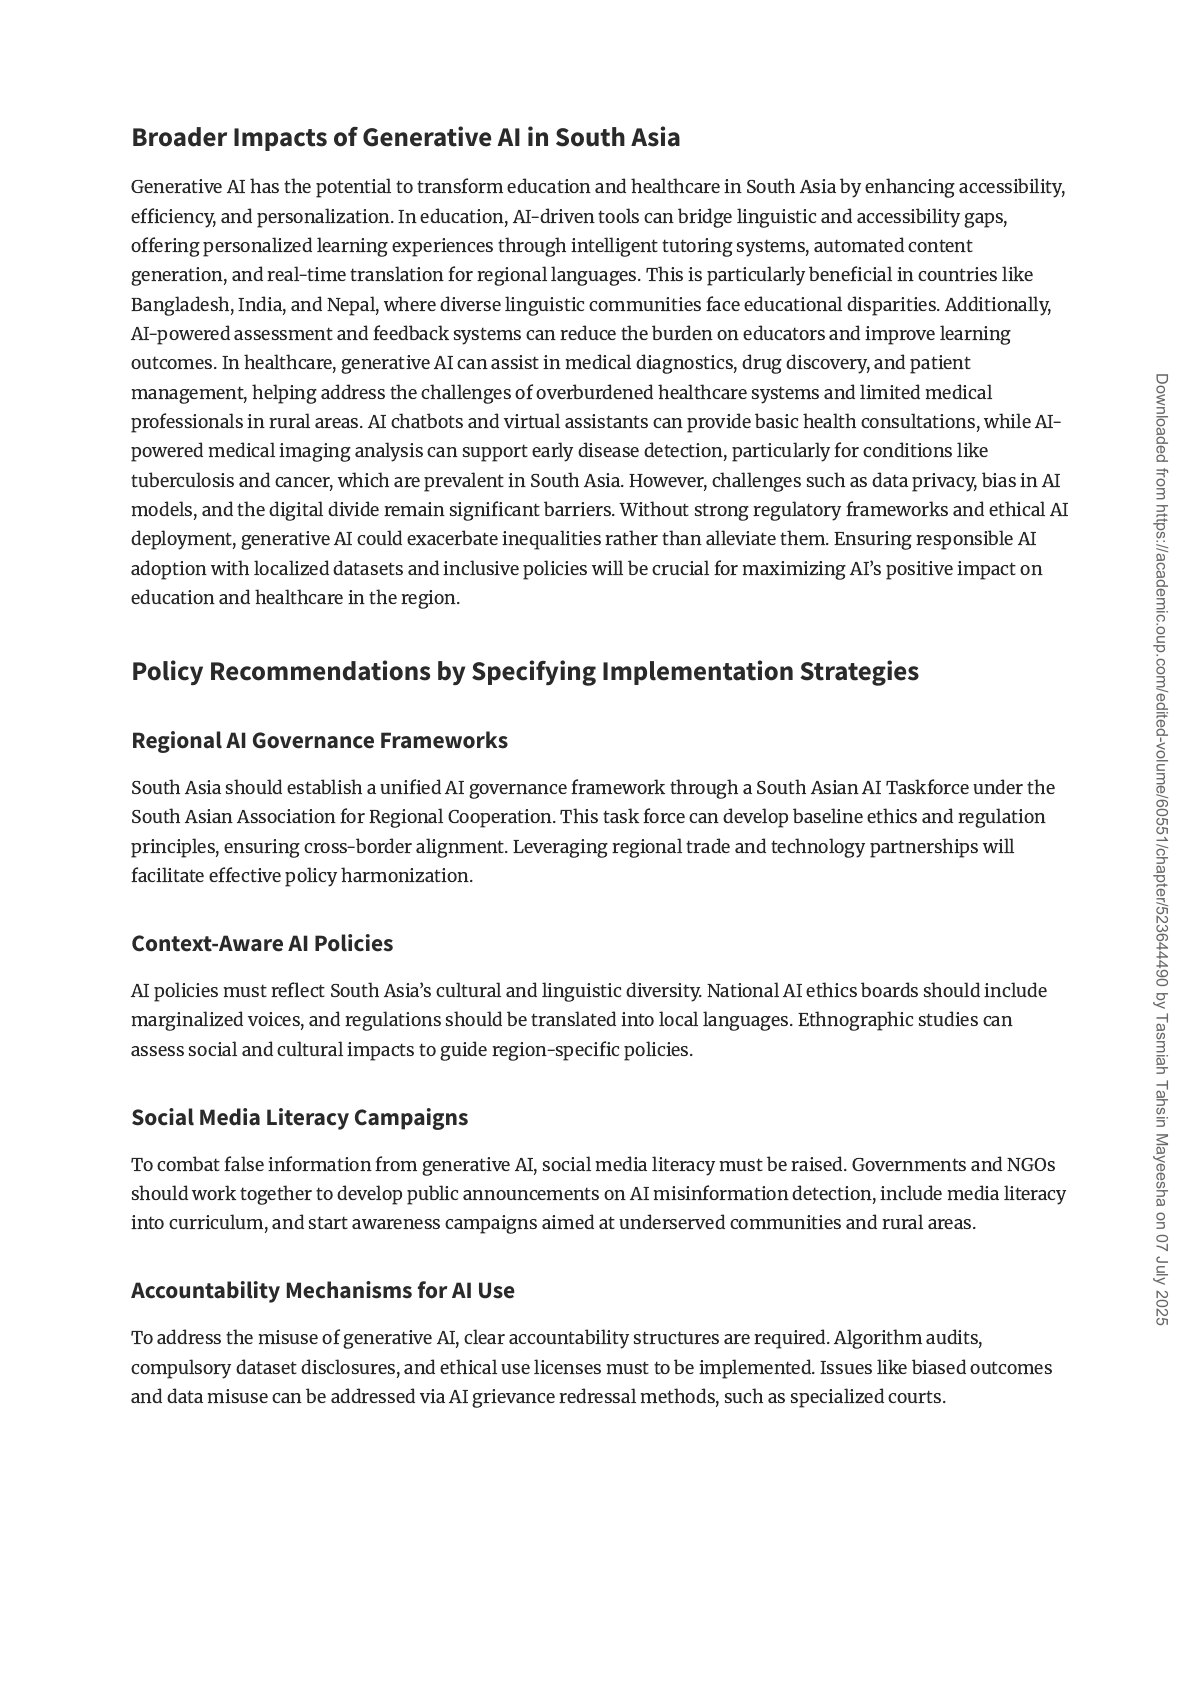 Broader Impacts of Generative AI in South Asia
Generative AI has the potential to transform education and healthcare in South Asia by enhancing accessibility,
efficiency, and personalization. In education, AI-driven tools can bridge linguistic and accessibility gaps,
offering personalized learning experiences through intelligent tutoring systems, automated content
generation, and real-time translation for regional languages. This is particularly beneficial in countries like
Bangladesh, India, and Nepal, where diverse linguistic communities face educational disparities. Additionally,
AI-powered assessment and feedback systems can reduce the burden on educators and improve learning
outcomes. In healthcare, generative AI can assist in medical diagnostics, drug discovery, and patient
management, helping address the challenges of overburdened healthcare systems and limited medical
professionals in rural areas. AI chatbots and virtual assistants can provide basic health consultations, while AI-
powered medical imaging analysis can support early disease detection, particularly for conditions like
tuberculosis and cancer, which are prevalent in South Asia. However, challenges such as data privacy, bias in AI
models, and the digital divide remain significant barriers. Without strong regulatory frameworks and ethical AI
deployment, generative AI could exacerbate inequalities rather than alleviate them. Ensuring responsible AI
adoption with localized datasets and inclusive policies will be crucial for maximizing AI’s positive impact on
education and healthcare in the region.
Policy Recommendations by Specifying Implementation Strategies
Regional AI Governance Frameworks
South Asia should establish a unified AI governance framework through a South Asian AI Taskforce under the
South Asian Association for Regional Cooperation. This task force can develop baseline ethics and regulation
principles, ensuring cross-border alignment. Leveraging regional trade and technology partnerships will
facilitate effective policy harmonization.
Context-Aware AI Policies
AI policies must reflect South Asia’s cultural and linguistic diversity. National AI ethics boards should include
marginalized voices, and regulations should be translated into local languages. Ethnographic studies can
assess social and cultural impacts to guide region-specific policies.
Social Media Literacy Campaigns
To combat false information from generative AI, social media literacy must be raised. Governments and NGOs
should work together to develop public announcements on AI misinformation detection, include media literacy
into curriculum, and start awareness campaigns aimed at underserved communities and rural areas.
Accountability Mechanisms for AI Use
To address the misuse of generative AI, clear accountability structures are required. Algorithm audits,
compulsory dataset disclosures, and ethical use licenses must to be implemented. Issues like biased outcomes
and data misuse can be addressed via AI grievance redressal methods, such as specialized courts.
Downloaded from https://academic.oup.com/edited-volume/60551/chapter/523644490 by Tasmiah Tahsin Mayeesha on 07 July 2025